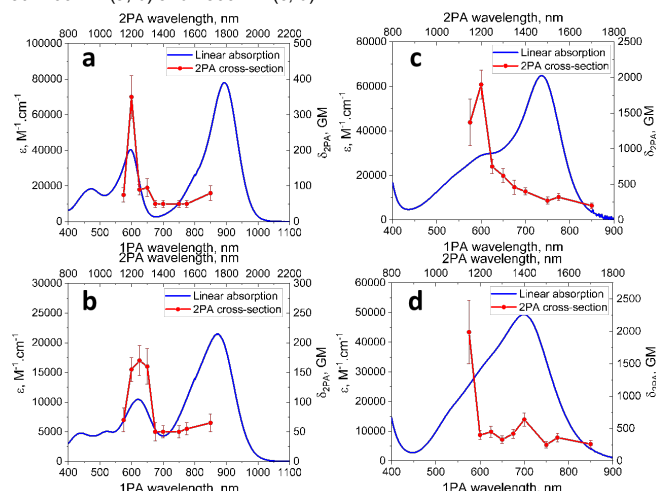 2PA wavelength, nm
800 1000 1200 1400 1600 1800 2000 2200
100000
80000
60000
40000
20000
0
ε, M⁻¹.cm⁻¹
a
Linear absorption
2PA cross-section
500
400
300
200
100
0
δ2PA, GM
400 500 600 700 800 900 1000 1100
1PA wavelength, nm
2PA wavelength, nm
800 1000 1200 1400 1600 1800 2000 2200
30000
25000
20000
15000
10000
5000
0
ε, M⁻¹.cm⁻¹
b
Linear absorption
2PA cross-section
300
250
200
150
100
50
0
δ2PA, GM
400 500 600 700 800 900 1000 1100
1PA wavelength, nm
2PA wavelength, nm
800 1000 1200 1400 1600 1800
80000
60000
40000
20000
0
ε, M⁻¹.cm⁻¹
c
Linear absorption
2PA cross-section
2500
2000
1500
1000
500
0
δ2PA, GM
400 500 600 700 800 900
1PA wavelength, nm
2PA wavelength, nm
800 1000 1200 1400 1600 1800
60000
50000
40000
30000
20000
10000
0
ε, M⁻¹.cm⁻¹
d
Linear absorption
2PA cross-section
2500
2000
1500
1000
500
0
δ2PA, GM
400 500 600 700 800 900
1PA wavelength, nm